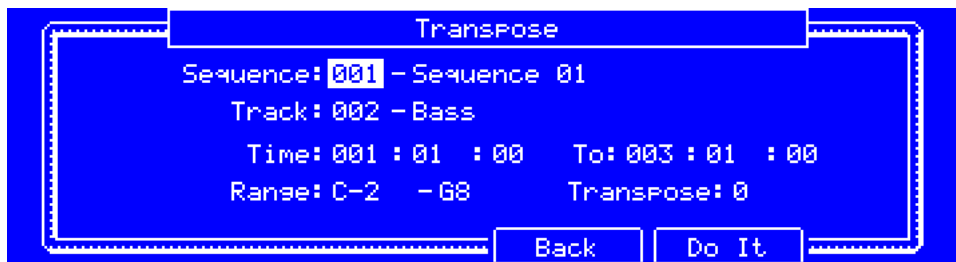 Transpose
Sequence: 001 - Sequence 01
Track: 002 - Bass
Time: 001 : 01 : 00 To: 003 : 01 : 00
Range: C-2 - G8 Transpose: 0
Back Do It